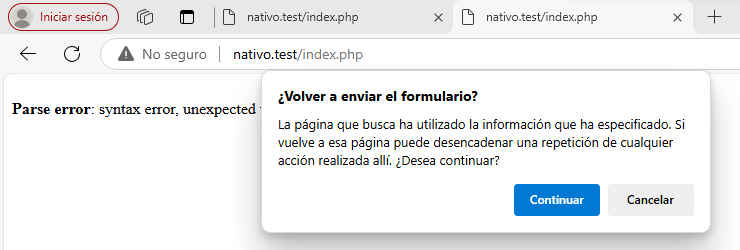 Iniciar sesión
nativo.test/index.php
nativo.test/index.php
No seguro
nativo.test/index.php
Parse error: syntax error, unexpected
¿Volver a enviar el formulario?
La página que busca ha utilizado la información que ha especificado. Si
vuelve a esa página puede desencadenar una repetición de cualquier
acción realizada allí. ¿Desea continuar?
Continuar
Cancelar